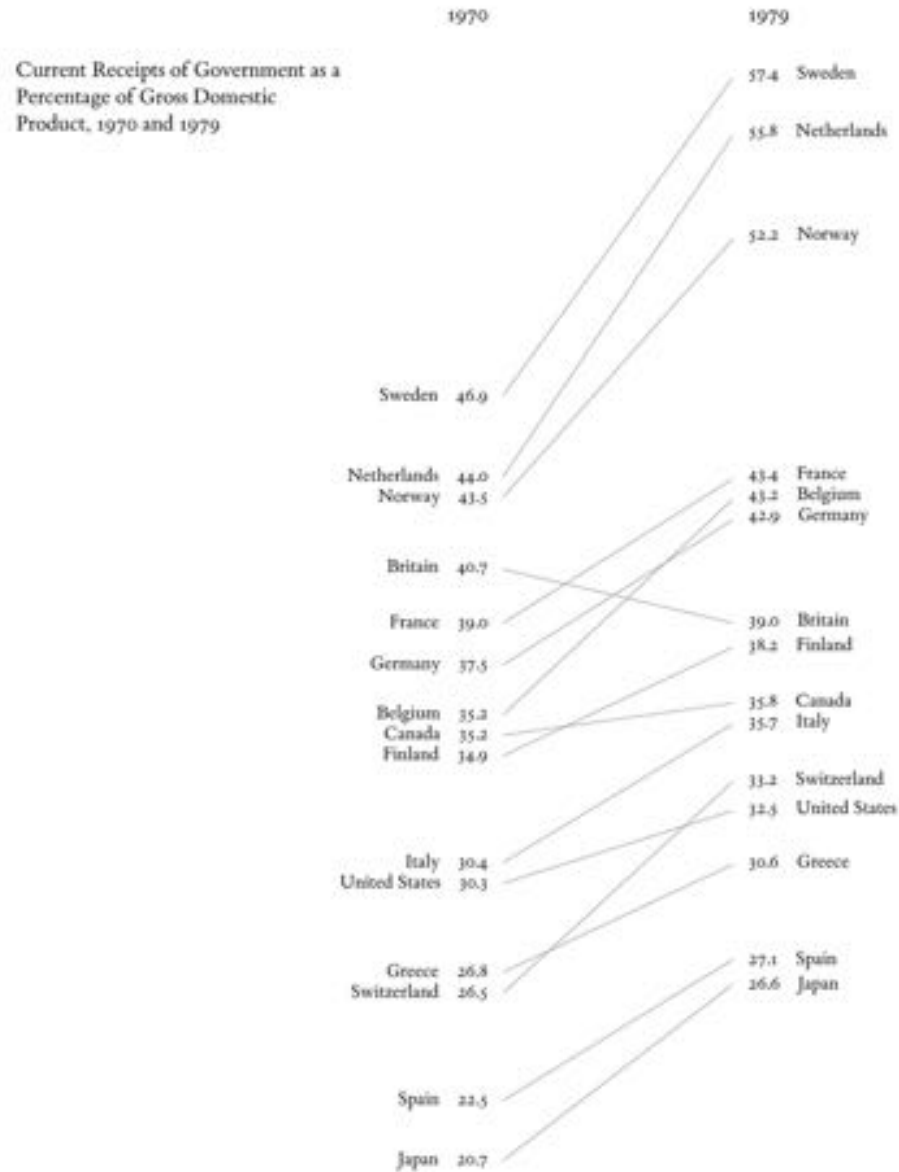 1970 1979
Current Receipts of Government as a
Percentage of Gross Domestic
Product, 1970 and 1979
57.4 Sweden
55.8 Netherlands
52.2 Norway
Sweden 46.9
Netherlands 44.0
43.4 France
Norway 43.5
43.2 Belgium
42.9 Germany
Britain 40.7
France 39.0
39.0 Britain
38.2 Finland
Germany 37.5
Belgium 35.2
35.8 Canada
Canada 35.2
35.7 Italy
Finland 34.9
33.2 Switzerland
32.5 United States
Italy 30.4
30.6 Greece
United States 30.3
27.1 Spain
Greece 26.8
26.6 Japan
Switzerland 26.5
Spain 22.5
Japan 20.7